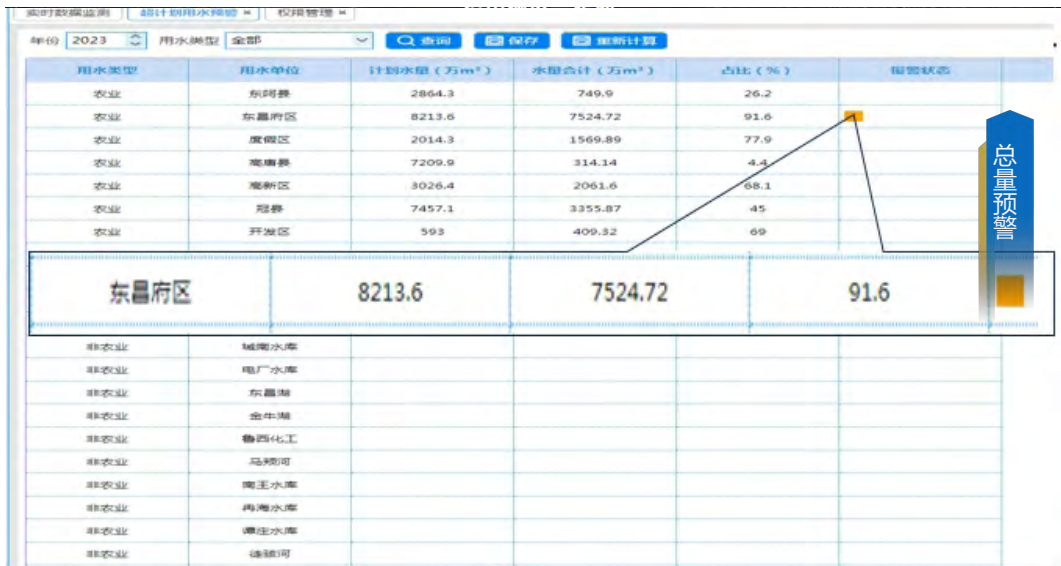 实时数据监测 超计划用水预警 × 权限管理 ×
年份 2023 用水类型 全部 查询 保存 重新计算
用水类型 用水单位 计划水量（万m³） 水量合计（万m³） 占比（%） 报警状态
农业 东阿县 2864.3 749.9 26.2
农业 东昌府区 8213.6 7524.72 91.6
农业 度假区 2014.3 1569.89 77.9
农业 高唐县 7209.9 314.14 4.4
农业 高新区 3026.4 2061.6 68.1
农业 冠县 7457.1 3355.87 45
农业 开发区 593 409.32 69
总量预警
东昌府区 8213.6 7524.72 91.6
非农业 城南水库
非农业 电厂水库
非农业 东昌湖
非农业 金牛湖
非农业 鲁西化工
非农业 马颊河
非农业 南王水库
非农业 冉海水库
非农业 谭庄水库
非农业 徒骇河